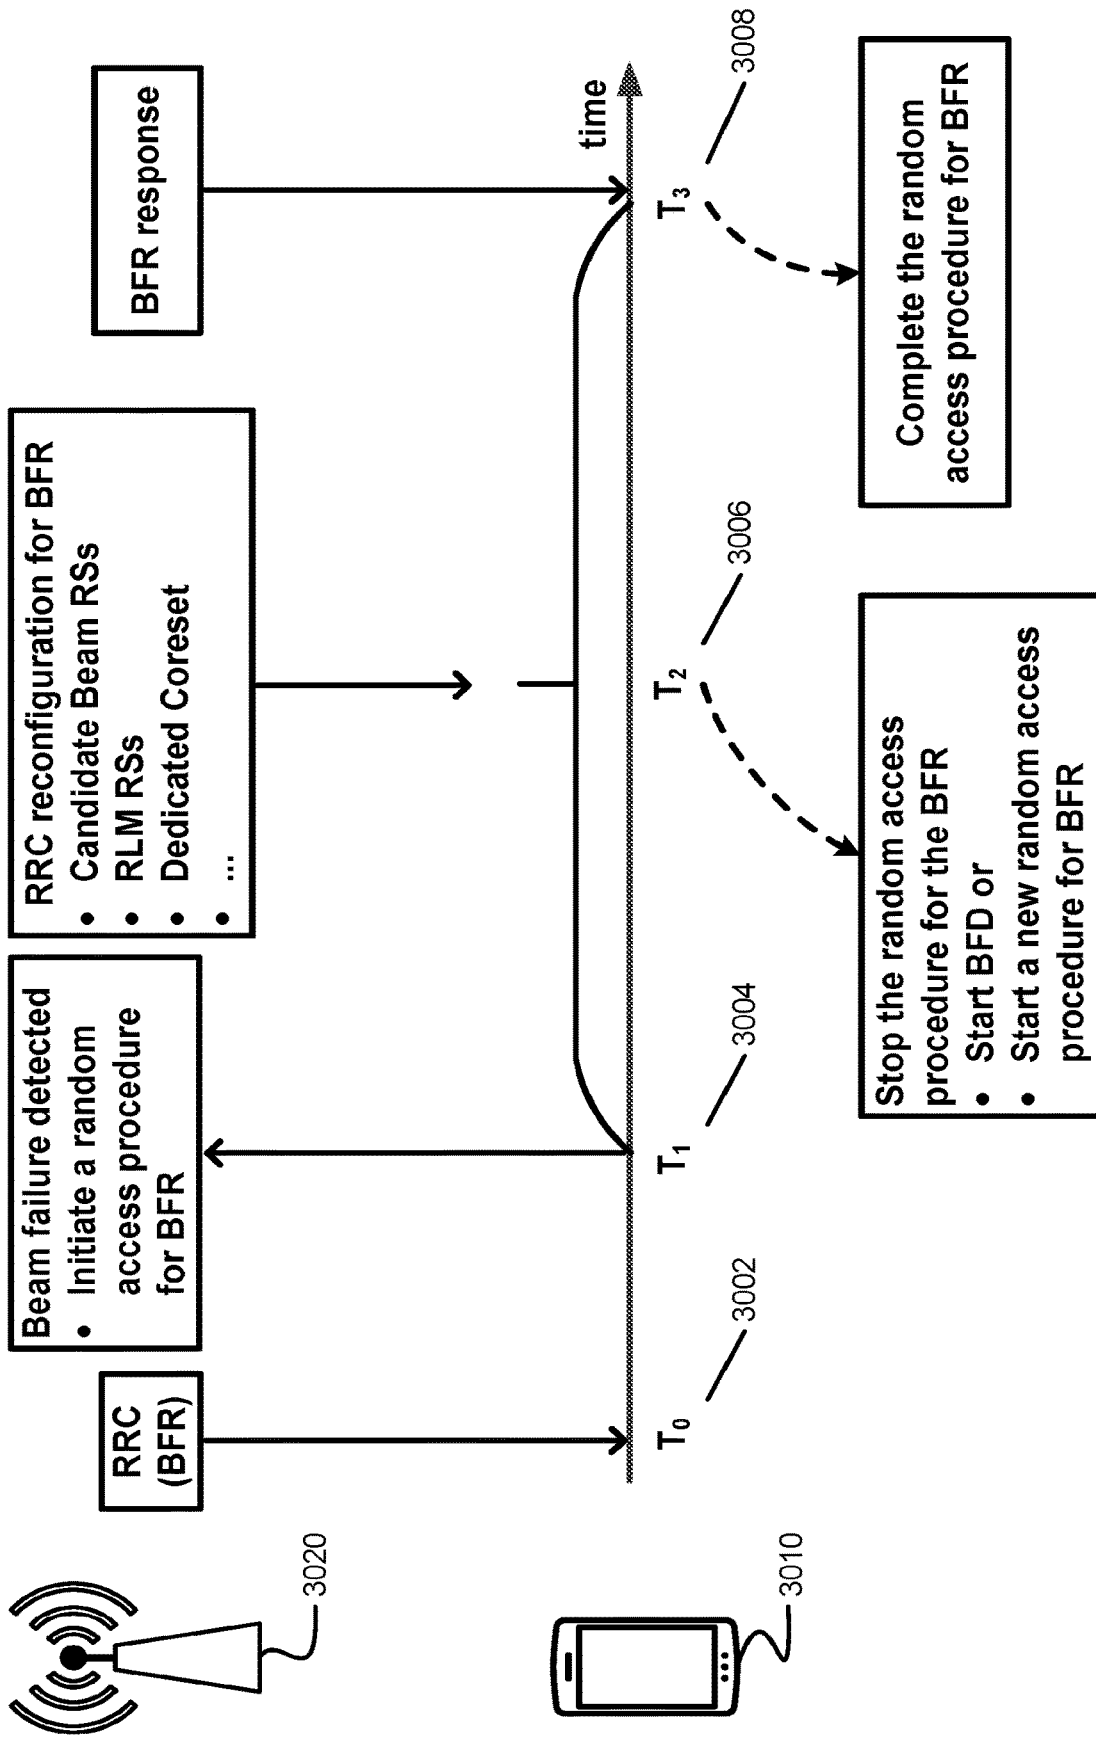 RRC
(BFR)
Beam failure detected
• Initiate a random
access procedure
for BFR
RRC reconfiguration for BFR
• Candidate Beam RSs
• RLM RSs
• Dedicated Coreset
• ...
BFR response
time
3020
3010
T0
3002
T1
3004
T2
3006
T3
3008
Stop the random access
procedure for the BFR
• Start BFD or
• Start a new random access
procedure for BFR
Complete the random
access procedure for BFR